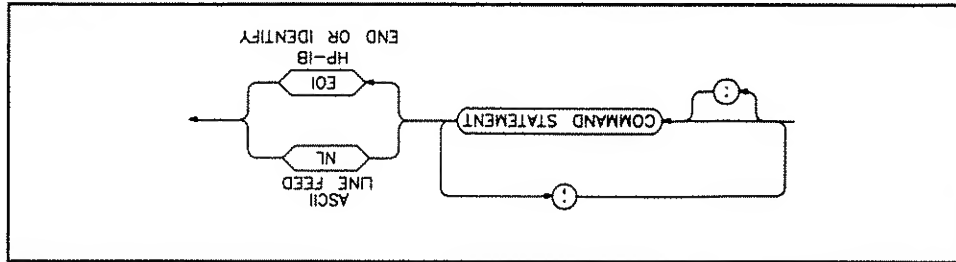 :
COMMAND STATEMENT
;
ASCII
LINE FEED
NL
EOI
HP-IB
END OR IDENTIFY